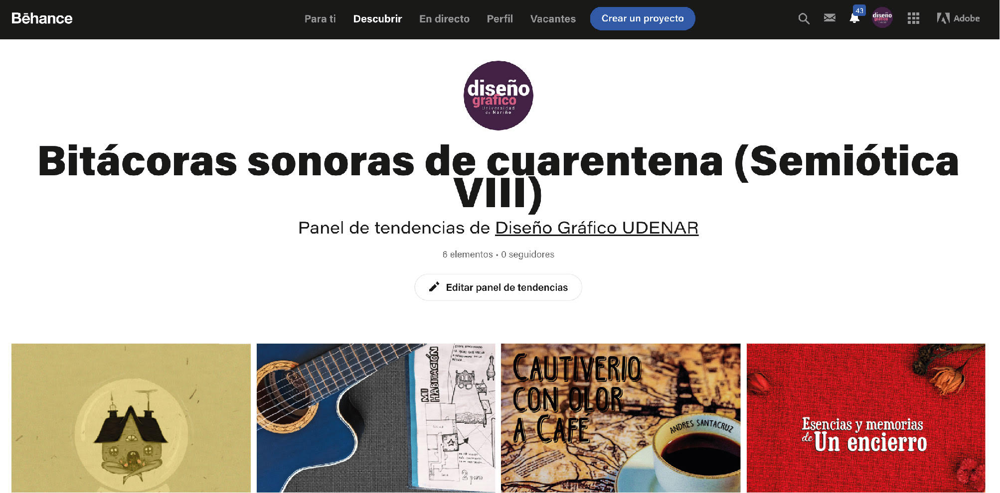 Bēhance
Para ti
Descubrir
En directo
Perfil
Vacantes
Crear un proyecto
43
diseño
gráfico
Adobe
diseño
gráfico
Universidad
de Nariño
Bitácoras sonoras de cuarentena (Semiótica
VIII)
Panel de tendencias de Diseño Gráfico UDENAR
6 elementos • 0 seguidores
Editar panel de tendencias
MI
HABITACIÓN
2 PISO
CAUTIVERIO
CON OLOR
A CAFÉ
ANDRES SANTACRUZ
Esencias y memorias
de Un encierro